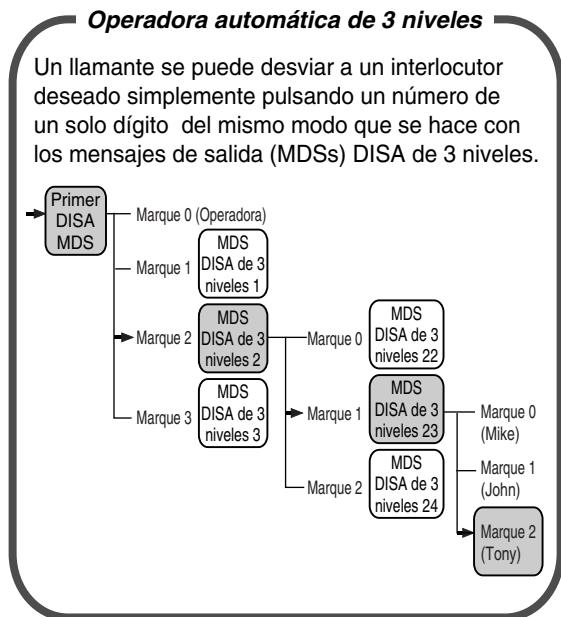 Operadora automática de 3 niveles
Un llamante se puede desviar a un interlocutor
deseado simplemente pulsando un número de
un solo dígito del mismo modo que se hace con
los mensajes de salida (MDSs) DISA de 3 niveles.
Primer
DISA
MDS
Marque 0 (Operadora)
Marque 1
MDS
DISA de 3
niveles 1
Marque 2
MDS
DISA de 3
niveles 2
Marque 3
MDS
DISA de 3
niveles 3
Marque 0
MDS
DISA de 3
niveles 22
Marque 1
MDS
DISA de 3
niveles 23
Marque 2
MDS
DISA de 3
niveles 24
Marque 0
(Mike)
Marque 1
(John)
Marque 2
(Tony)